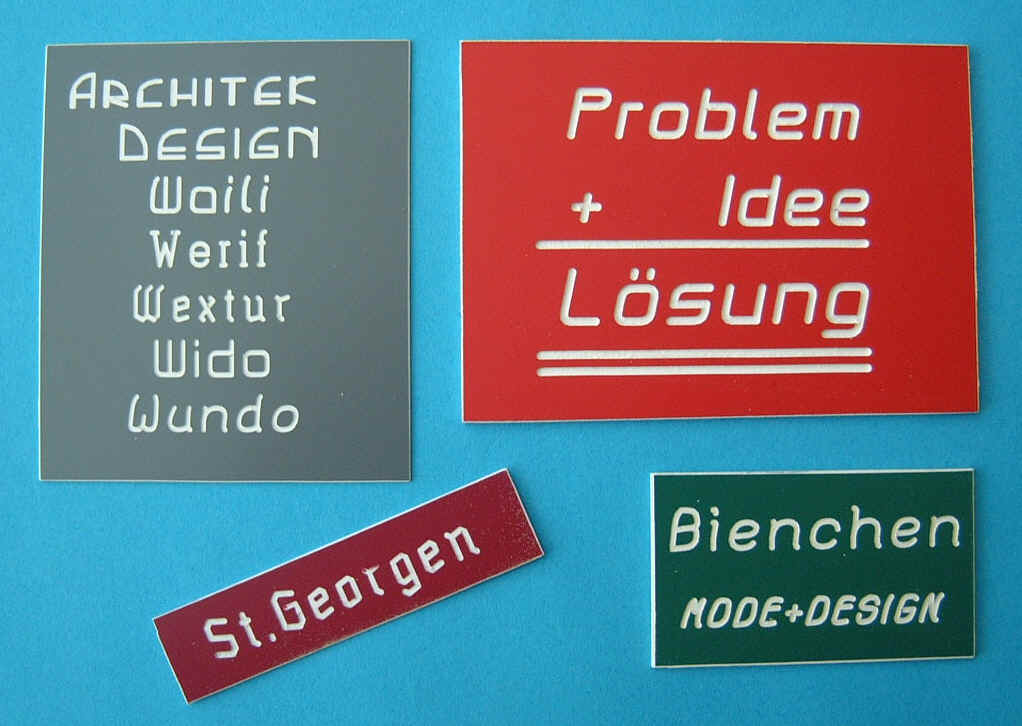 ARCHITEK
DESIGN
Waili
Werif
Wextur
Wido
Wundo
Problem
+ Idee
Lösung
St.Georgen
Bienchen
MODE+DESIGN